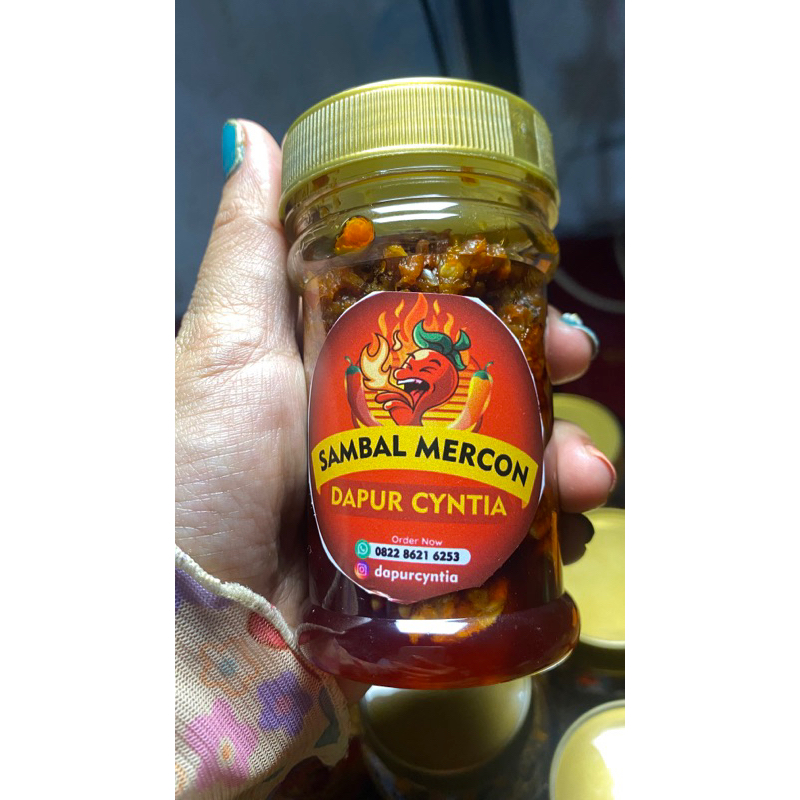 SAMBAL MERCON
DAPUR CYNTIA
Order Now
0822 8621 6253
dapurcyntia